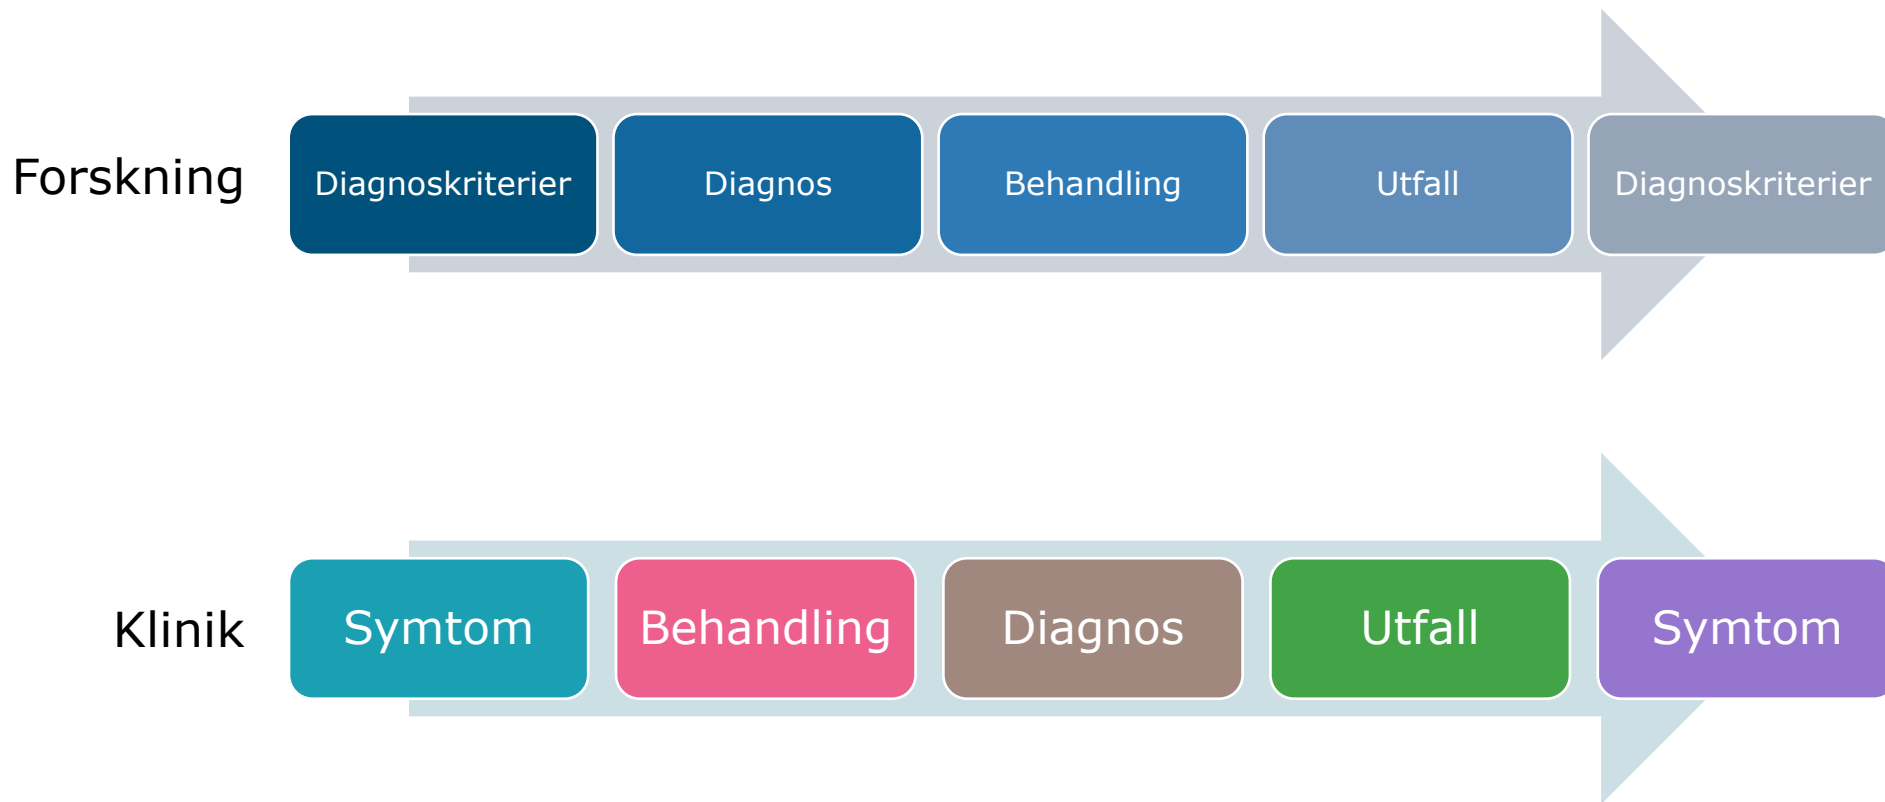 Forskning
Diagnoskriterier
Diagnos
Behandling
Utfall
Diagnoskriterier
Klinik
Symtom
Behandling
Diagnos
Utfall
Symtom